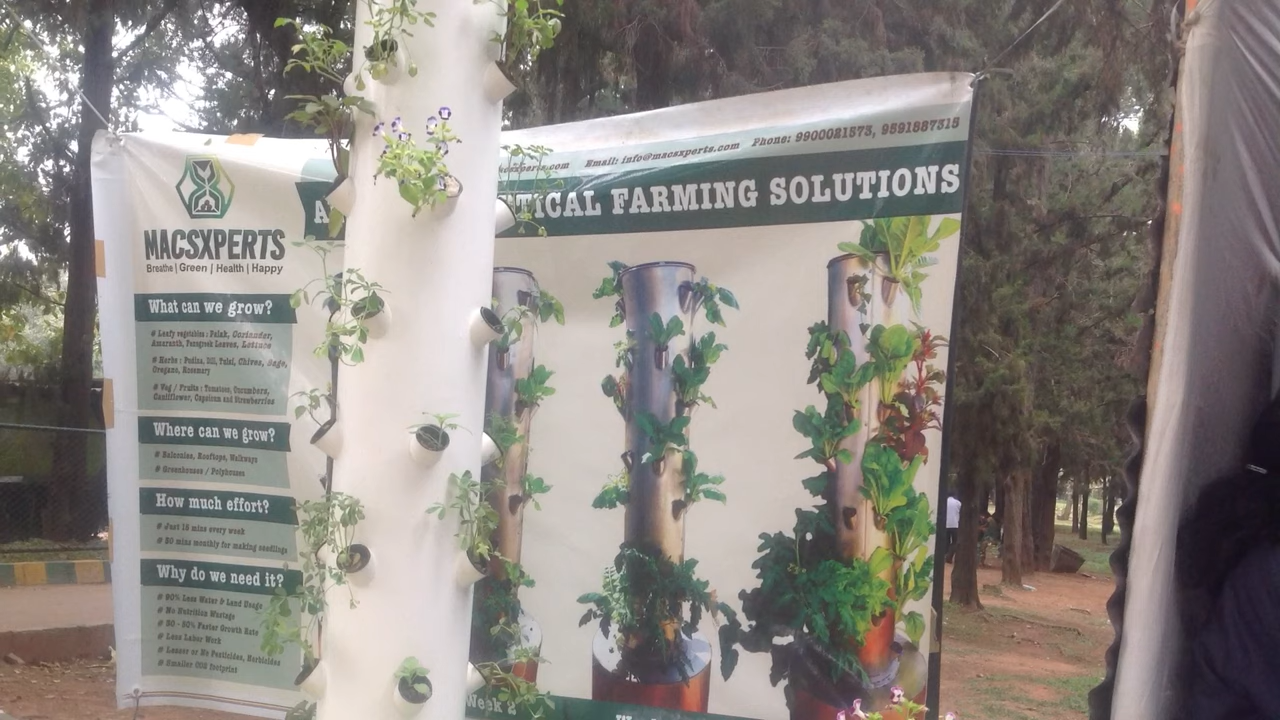 Email: info@macsxperts.com Phone: 9900021573, 9591887315
TICAL FARMING SOLUTIONS
MACSXPERTS
Breathe | Green | Health | Happy
What can we grow?
# Leafy vegetables : Palak, Coriander,
Amaranth, Fenugreek Leaves, Lettuce
# Herbs : Pudina, Dill, Tulsi, Chives, Sage,
Oregano, Rosemary
# Veg / Fruits : Tomatoes, Cucumbers,
Cauliflower, Capsicum and Strawberries
Where can we grow?
# Balconies, Rooftops, Walkways
# Greenhouses / Polyhouses
How much effort?
# Just 15 mins every week
# 20 mins monthly for making seedlings
Why do we need it?
# 90% Less Water & Land Usage
# No Nutrition Wastage
# 30 - 50% Faster Growth Rate
# Less Labor Work
# Lesser or No Pesticides, Herbicides
# Smaller CO2 footprint
Week 2